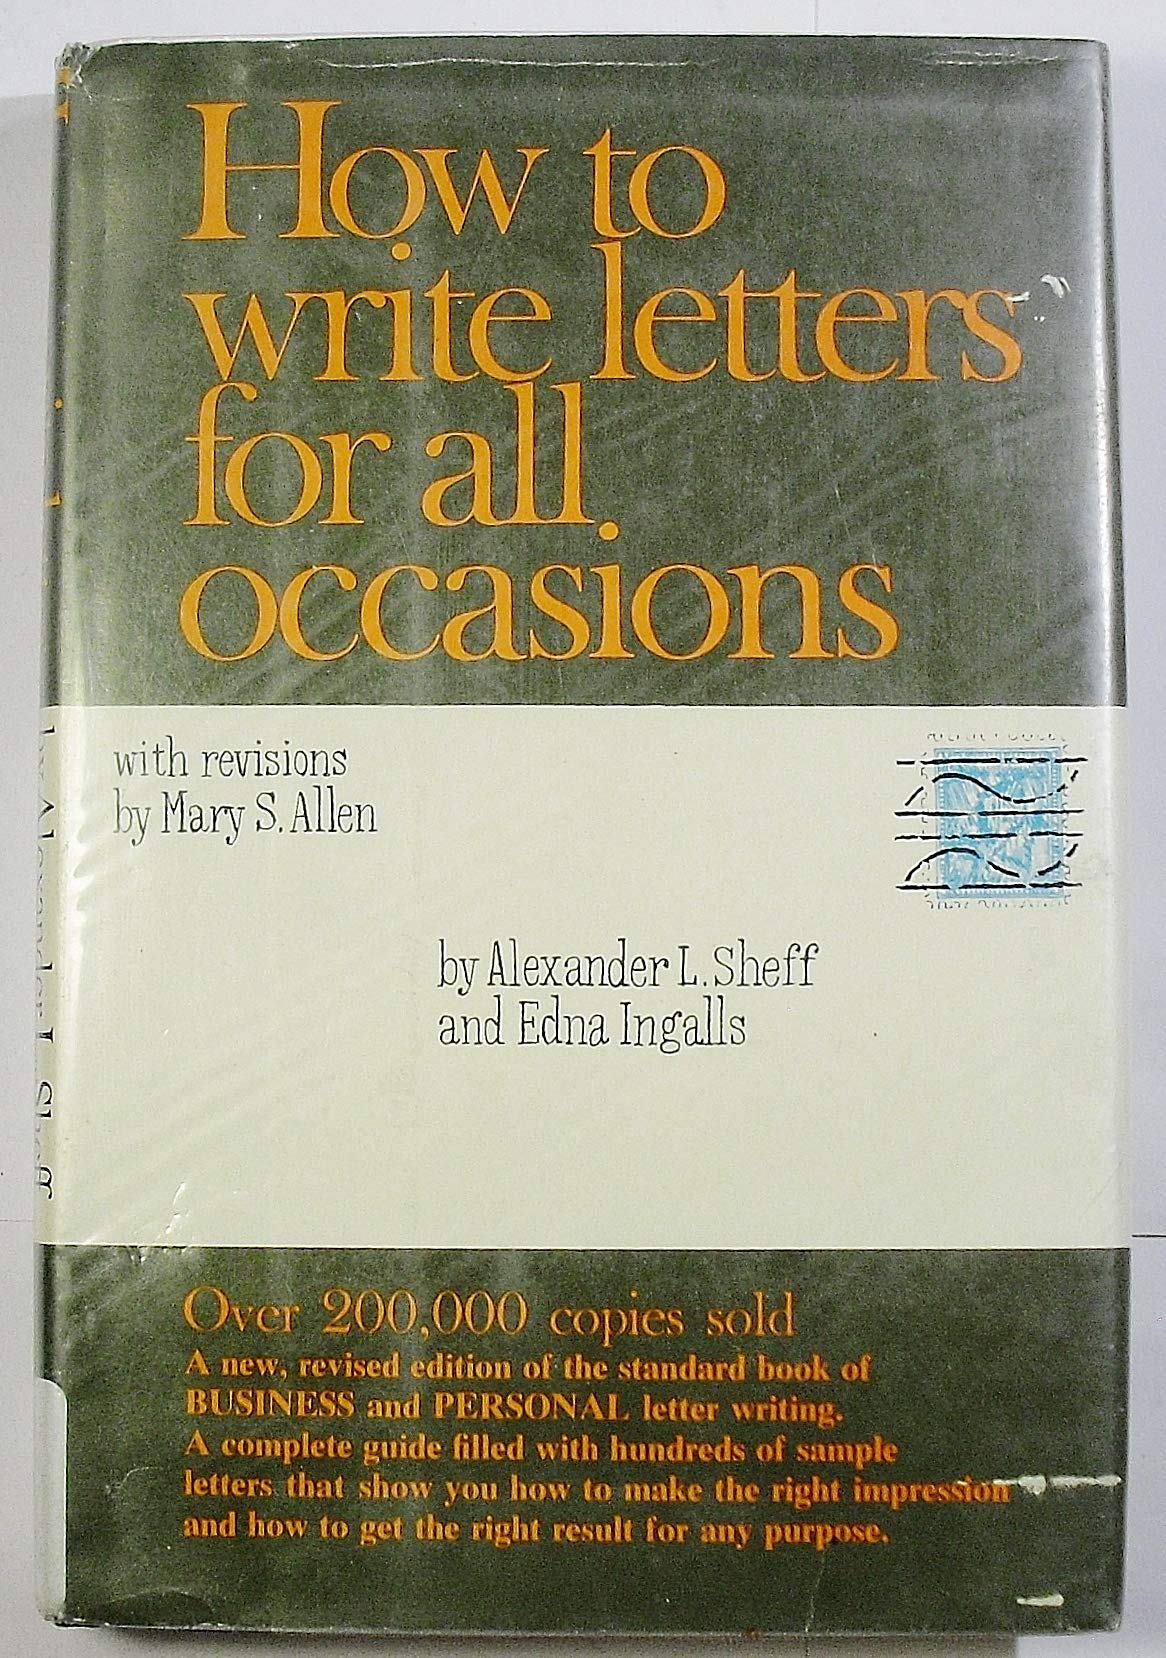 How to
write letters
for all
occasions
with revisions
by Mary S. Allen
by Alexander L. Sheff
and Edna Ingalls
Over 200,000 copies sold
A new, revised edition of the standard book of
BUSINESS and PERSONAL letter writing.
A complete guide filled with hundreds of sample
letters that show you how to make the right impression
and how to get the right result for any purpose.